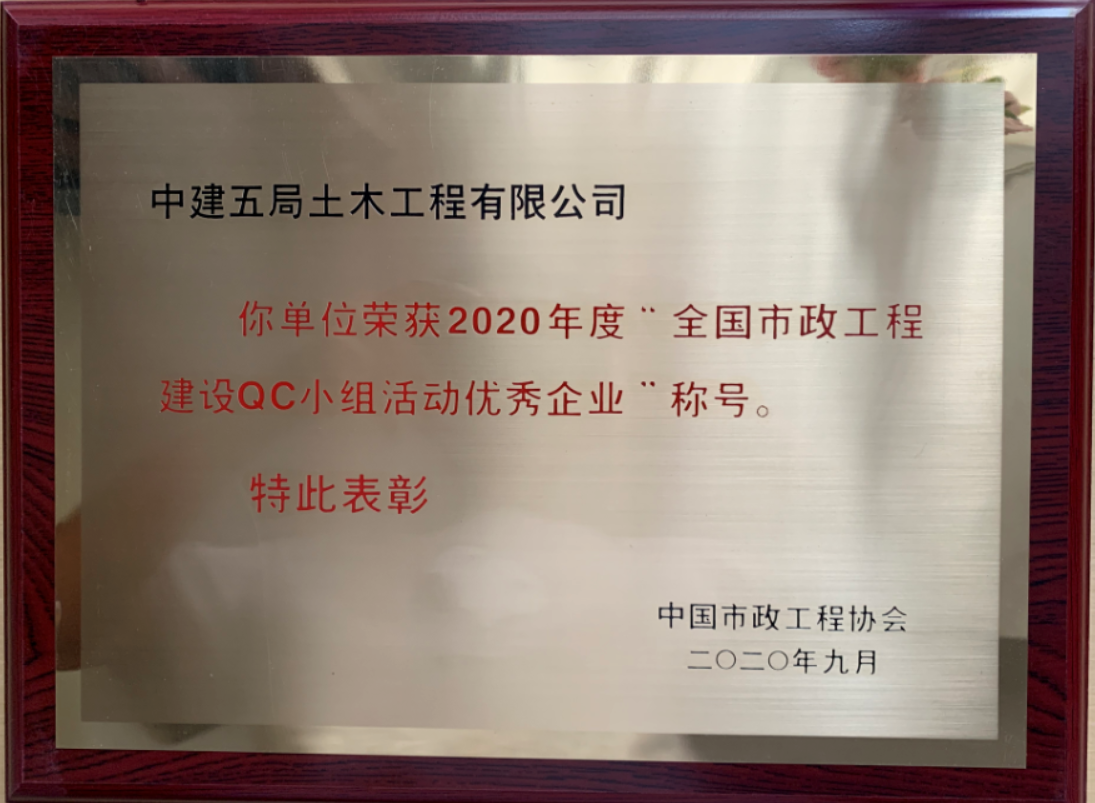 中建五局土木工程有限公司
你单位荣获2020年度"全国市政工程
建设QC小组活动优秀企业"称号。
特此表彰
中国市政工程协会
二〇二〇年九月